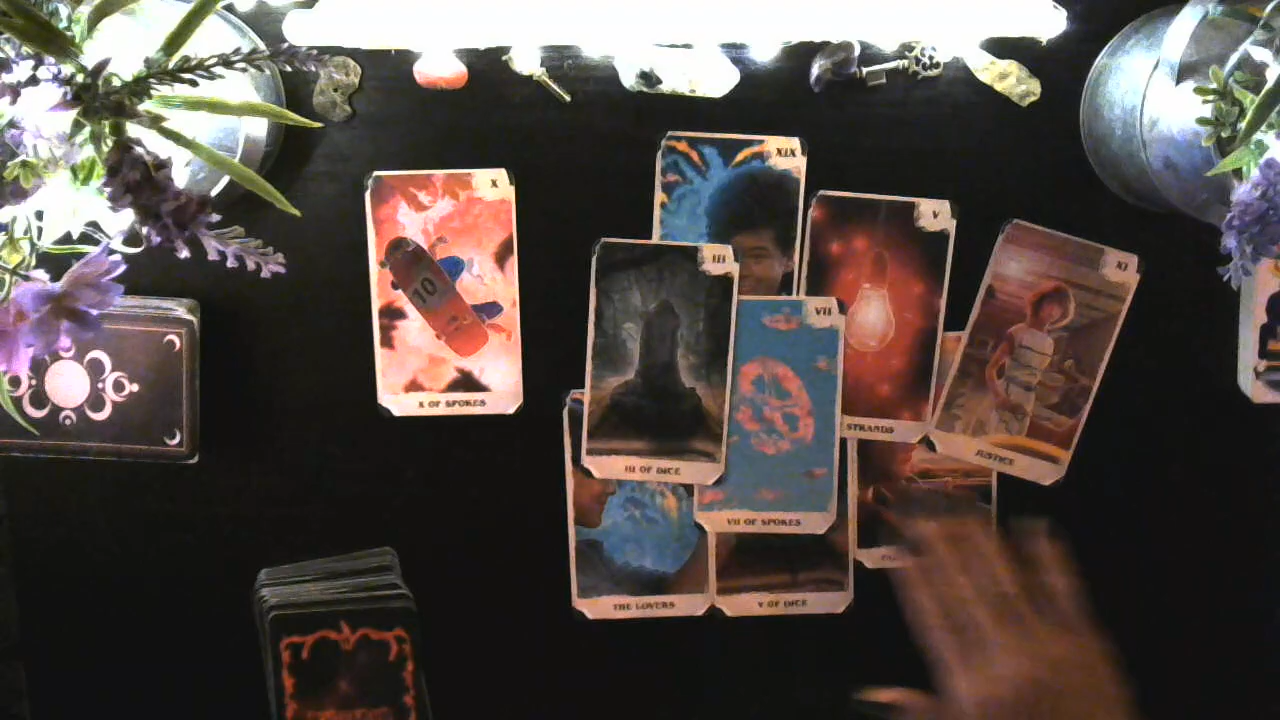 X
10
X OF SPOKES
XIX
III
III OF DICE
VII
VII OF SPOKES
V
STRANDS
XI
JUSTICE
THE LOVERS
V OF DICE